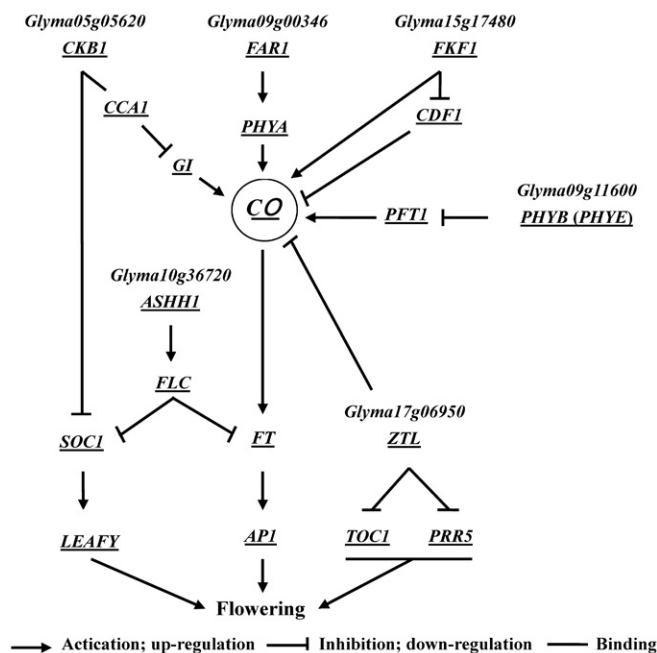 Glyma05g05620 Glyma09g00346 Glyma15g17480
CKB1 FAR1 FKF1
CCA1 CDF1
PHYA
GI
Glyma09g11600
CO PFT1 PHYB (PHYE)
Glyma10g36720
ASHH1
FLC
Glyma17g06950
SOC1 FT ZTL
LEAFY AP1 TOC1 PRR5
Flowering
Actication; up-regulation Inhibition; down-regulation Binding